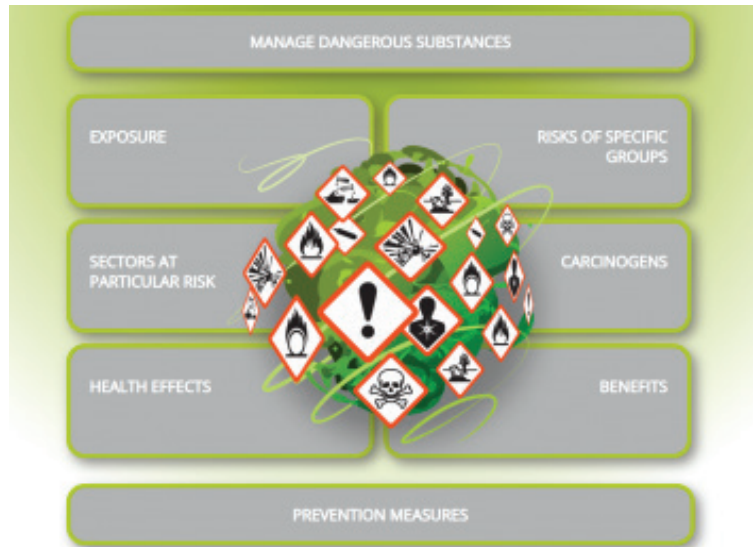 MANAGE DANGEROUS SUBSTANCES
EXPOSURE
RISKS OF SPECIFIC
GROUPS
SECTORS AT
PARTICULAR RISK
CARCINOGENS
HEALTH EFFECTS
BENEFITS
PREVENTION MEASURES